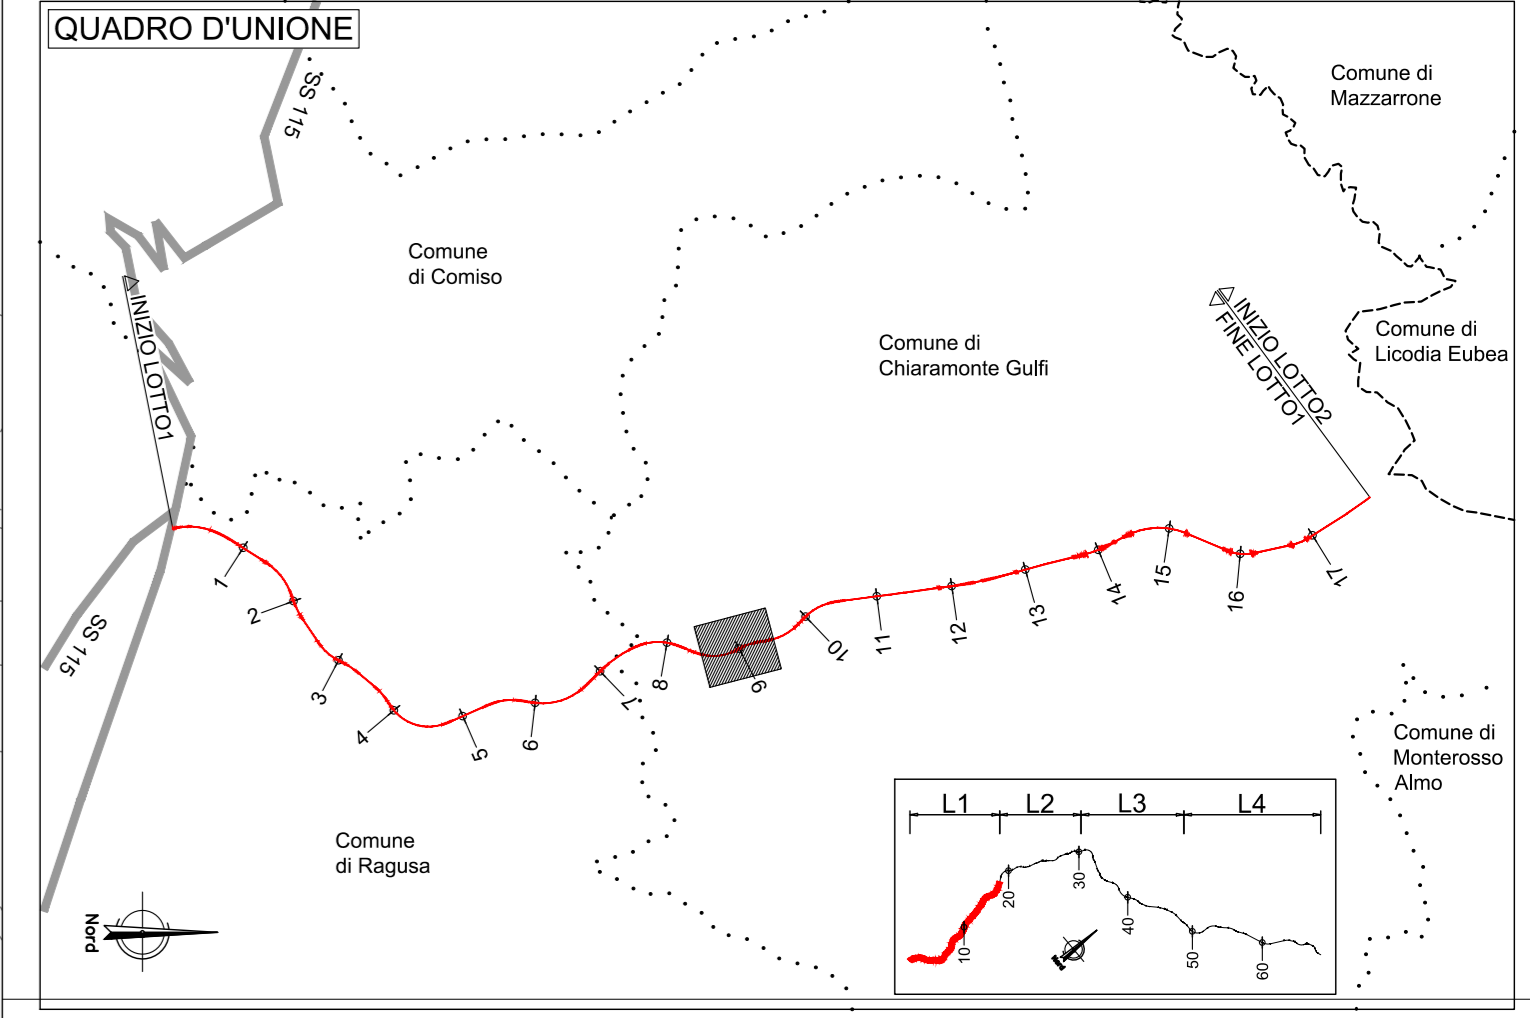 QUADRO D'UNIONE
SS 115
Comune di
Mazzarrone
Comune
di Comiso
INIZIO LOTTO1
Comune di
Chiaramonte Gulfi
INIZIO LOTTO2
FINE LOTTO1
Comune di
Licodia Eubea
1
2
3
4
5
6
7
8
9
10
11
12
13
14
15
16
17
SS 115
Comune di
Monterosso
Almo
Comune
di Ragusa
Nord
L1 L2 L3 L4
10
20
30
40
50
60
Nord